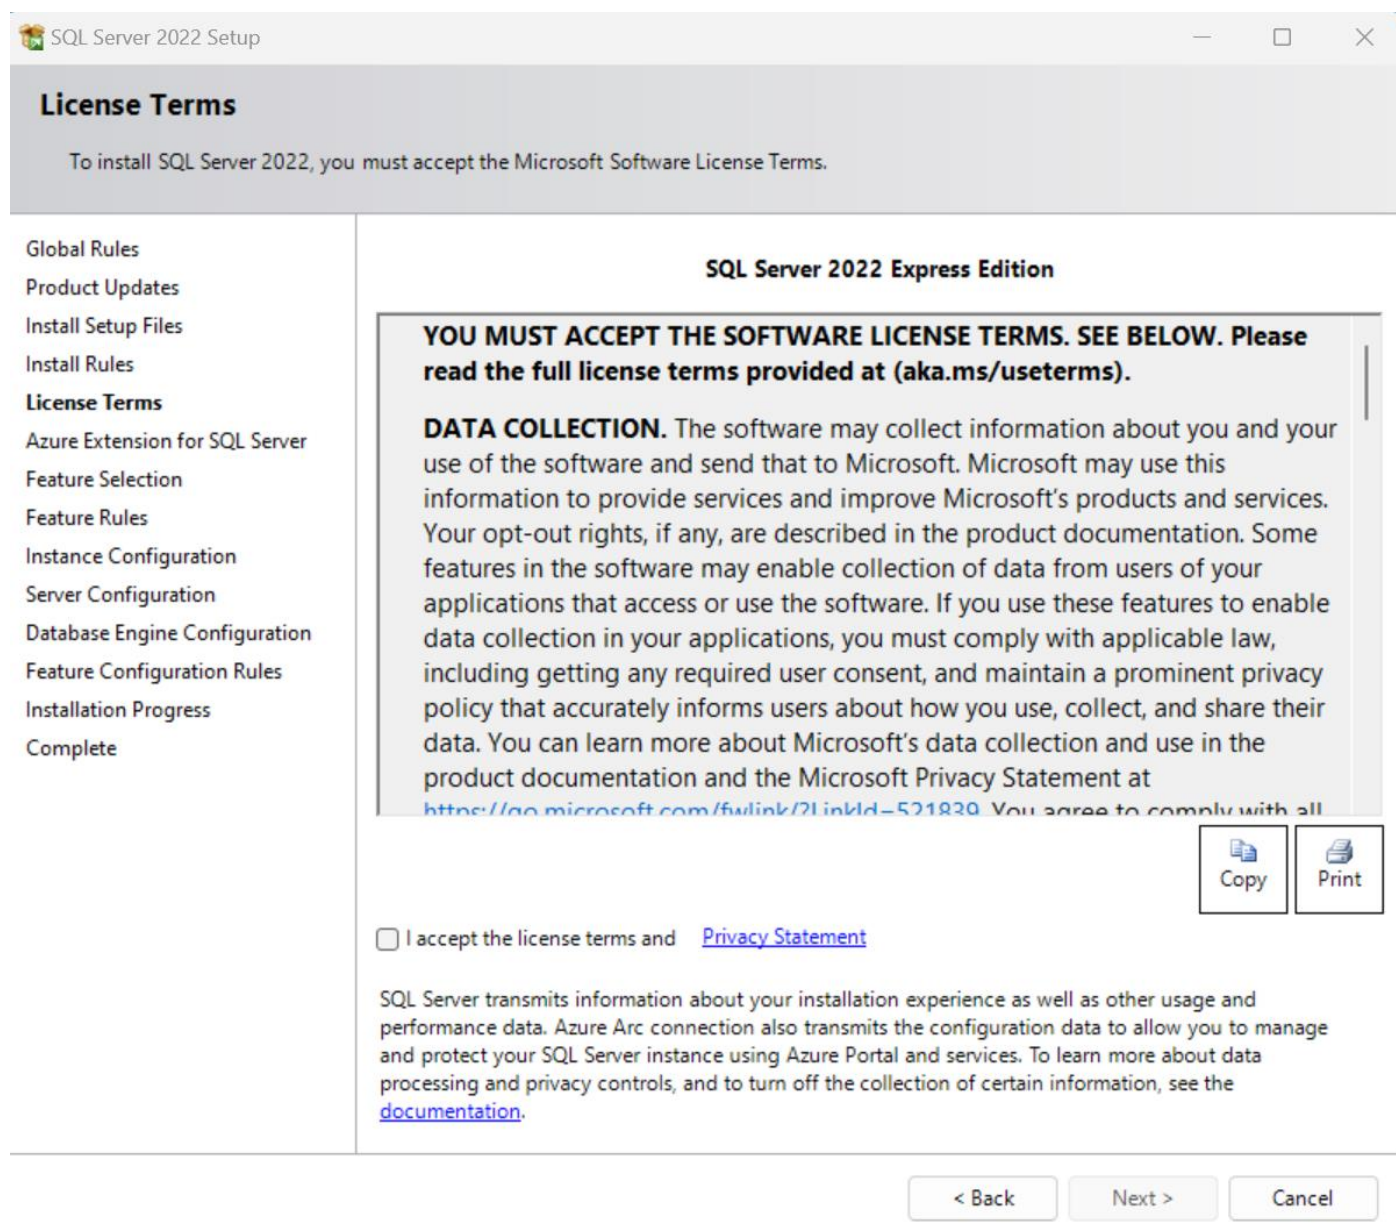 SQL Server 2022 Setup
License Terms
To install SQL Server 2022, you must accept the Microsoft Software License Terms.
Global Rules
Product Updates
Install Setup Files
Install Rules
License Terms
Azure Extension for SQL Server
Feature Selection
Feature Rules
Instance Configuration
Server Configuration
Database Engine Configuration
Feature Configuration Rules
Installation Progress
Complete
SQL Server 2022 Express Edition
YOU MUST ACCEPT THE SOFTWARE LICENSE TERMS. SEE BELOW. Please
read the full license terms provided at (aka.ms/useterms).
DATA COLLECTION. The software may collect information about you and your
use of the software and send that to Microsoft. Microsoft may use this
information to provide services and improve Microsoft's products and services.
Your opt-out rights, if any, are described in the product documentation. Some
features in the software may enable collection of data from users of your
applications that access or use the software. If you use these features to enable
data collection in your applications, you must comply with applicable law,
including getting any required user consent, and maintain a prominent privacy
policy that accurately informs users about how you use, collect, and share their
data. You can learn more about Microsoft's data collection and use in the
product documentation and the Microsoft Privacy Statement at
https://go.microsoft.com/fwlink/?LinkId=521839. You agree to comply with all
Copy
Print
I accept the license terms and Privacy Statement
SQL Server transmits information about your installation experience as well as other usage and
performance data. Azure Arc connection also transmits the configuration data to allow you to manage
and protect your SQL Server instance using Azure Portal and services. To learn more about data
processing and privacy controls, and to turn off the collection of certain information, see the
documentation.
< Back
Next >
Cancel